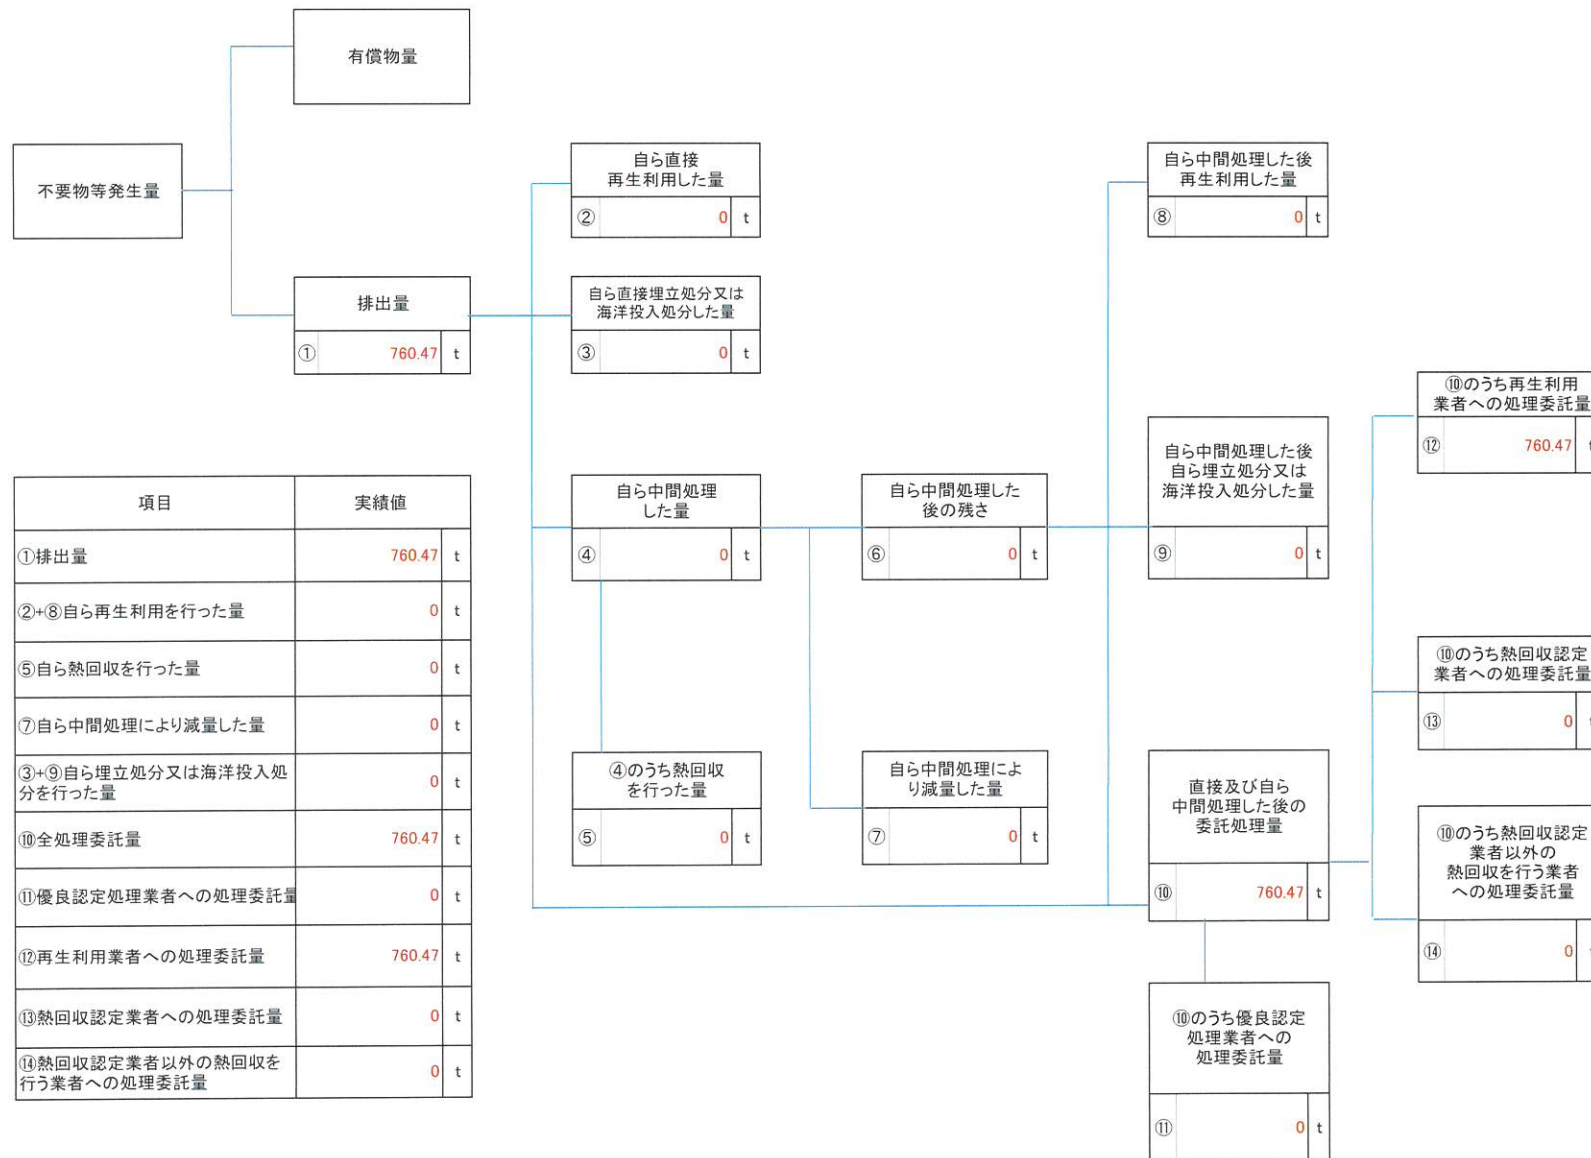 有償物量
不要物等発生量
排出量
① 760.47 t
自ら直接
再生利用した量
② 0 t
自ら直接埋立処分又は
海洋投入処分した量
③ 0 t
自ら中間処理
した量
④ 0 t
④のうち熱回収
を行った量
⑤ 0 t
自ら中間処理した
後の残さ
⑥ 0 t
自ら中間処理によ
り減量した量
⑦ 0 t
自ら中間処理した後
再生利用した量
⑧ 0 t
自ら中間処理した後
自ら埋立処分又は
海洋投入処分した量
⑨ 0 t
直接及び自ら
中間処理した後の
委託処理量
⑩ 760.47 t
⑩のうち優良認定
処理業者への
処理委託量
⑪ 0 t
⑩のうち再生利用
業者への処理委託量
⑫ 760.47 t
⑩のうち熱回収認定
業者への処理委託量
⑬ 0 t
⑩のうち熱回収認定
業者以外の
熱回収を行う業者
への処理委託量
⑭ 0 t
項目 実績値
①排出量 760.47 t
②+⑧自ら再生利用を行った量 0 t
⑤自ら熱回収を行った量 0 t
⑦自ら中間処理により減量した量 0 t
③+⑨自ら埋立処分又は海洋投入処
分を行った量 0 t
⑩全処理委託量 760.47 t
⑪優良認定処理業者への処理委託量 0 t
⑫再生利用業者への処理委託量 760.47 t
⑬熱回収認定業者への処理委託量 0 t
⑭熱回収認定業者以外の熱回収を
行う業者への処理委託量 0 t